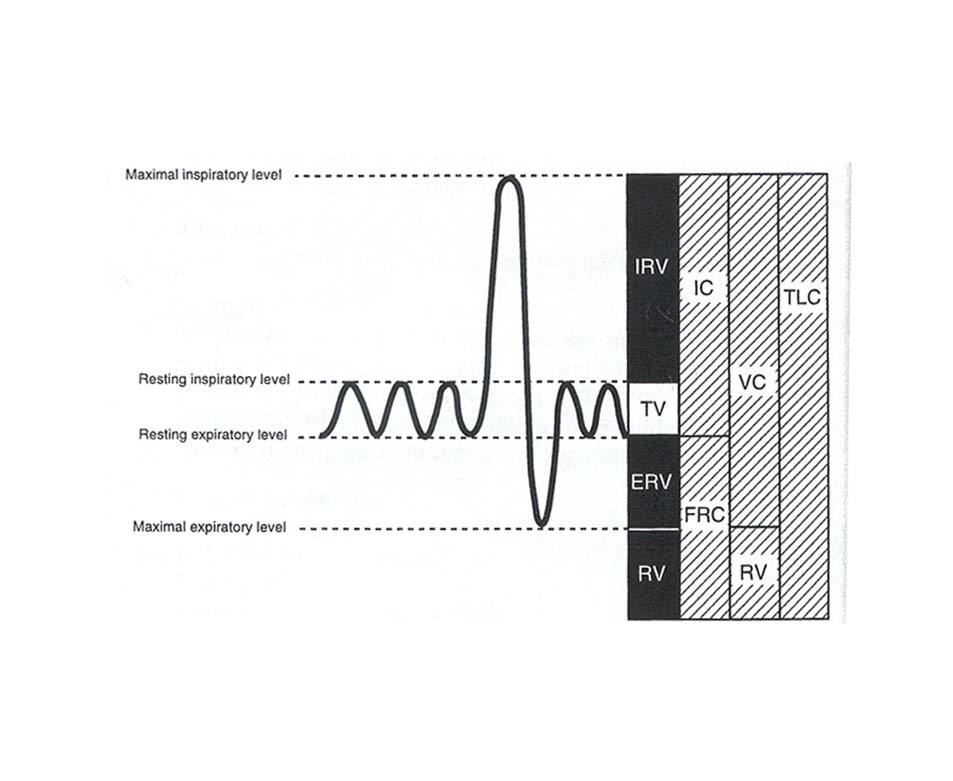 Maximal inspiratory level
IRV
IC
TLC
Resting inspiratory level
VC
TV
Resting expiratory level
ERV
FRC
Maximal expiratory level
RV
RV